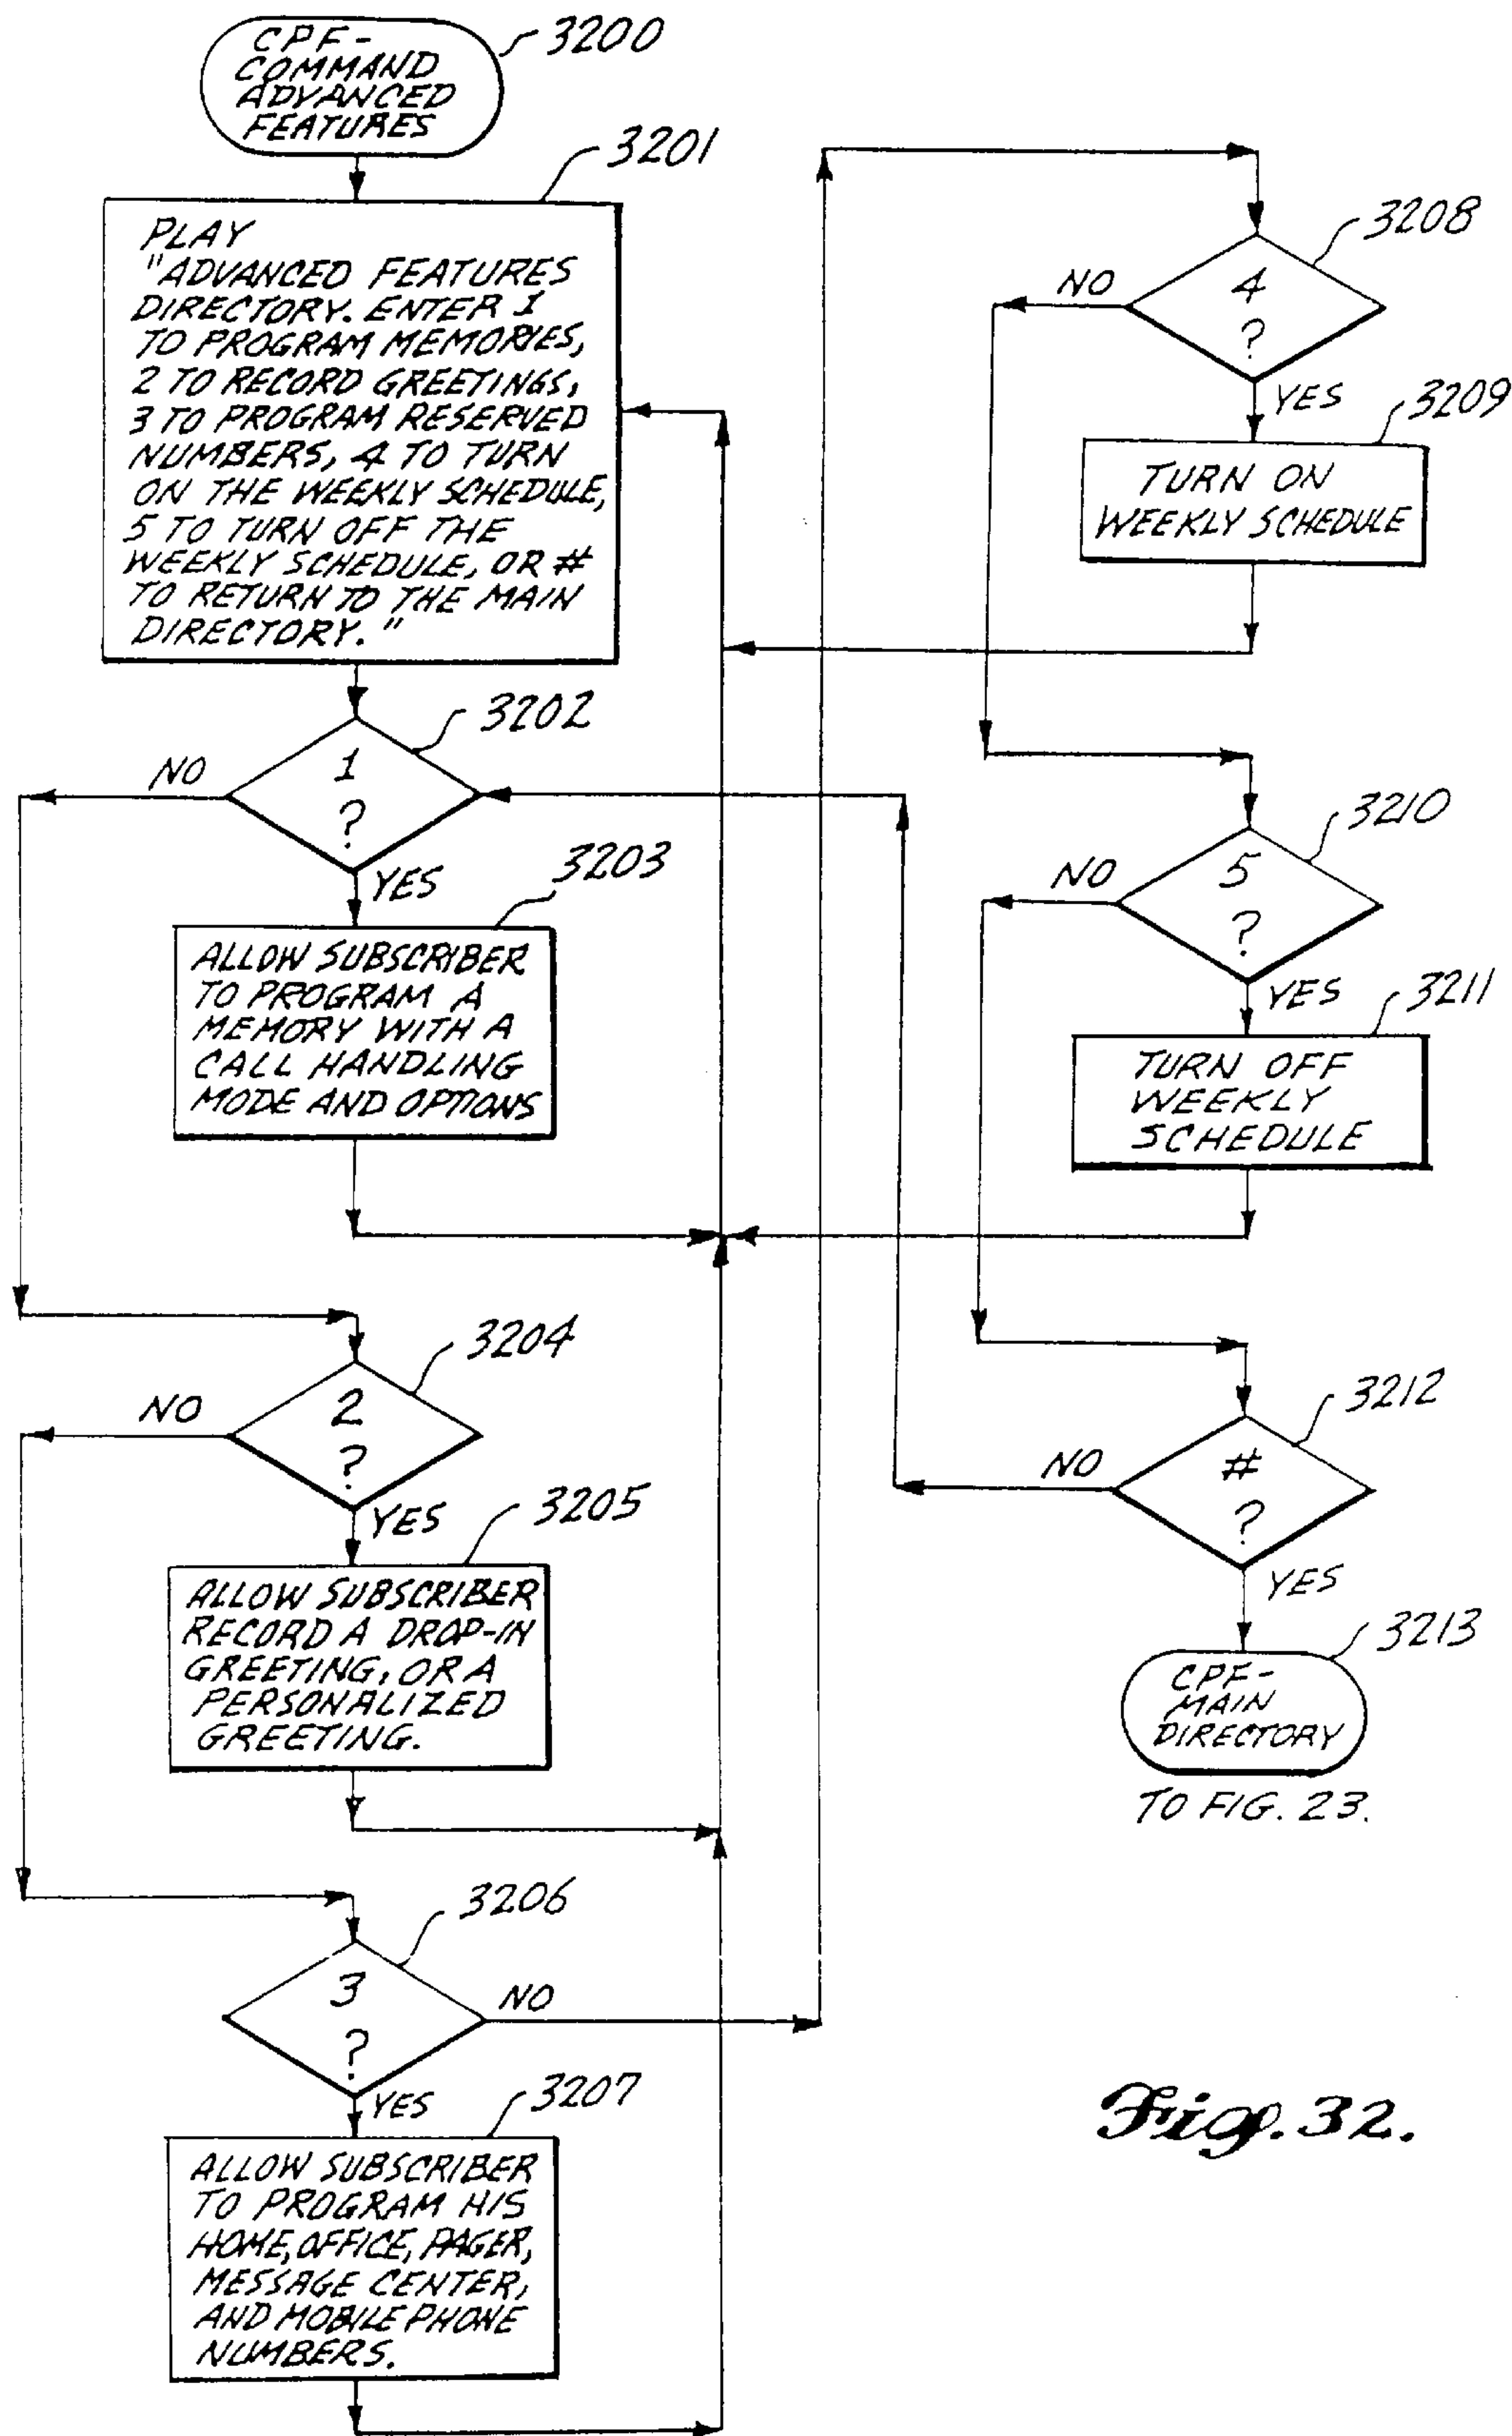 CPF-
COMMAND
ADVANCED
FEATURES
3200
3201
PLAY
"ADVANCED FEATURES
DIRECTORY. ENTER 1
TO PROGRAM MEMORIES,
2 TO RECORD GREETINGS,
3 TO PROGRAM RESERVED
NUMBERS, 4 TO TURN
ON THE WEEKLY SCHEDULE,
5 TO TURN OFF THE
WEEKLY SCHEDULE, OR #
TO RETURN TO THE MAIN
DIRECTORY."
3202
1
?
NO
YES
3203
ALLOW SUBSCRIBER
TO PROGRAM A
MEMORY WITH A
CALL HANDLING
MODE AND OPTIONS
3204
2
?
NO
YES
3205
ALLOW SUBSCRIBER
RECORD A DROP-IN
GREETING, OR A
PERSONALIZED
GREETING.
3206
3
?
NO
YES
3207
ALLOW SUBSCRIBER
TO PROGRAM HIS
HOME, OFFICE, PAGER,
MESSAGE CENTER,
AND MOBILE PHONE
NUMBERS.
3208
4
?
NO
YES
3209
TURN ON
WEEKLY SCHEDULE
3210
5
?
NO
YES
3211
TURN OFF
WEEKLY
SCHEDULE
3212
#
?
NO
YES
3213
CPF-
MAIN
DIRECTORY
TO FIG. 23.
Fig. 32.